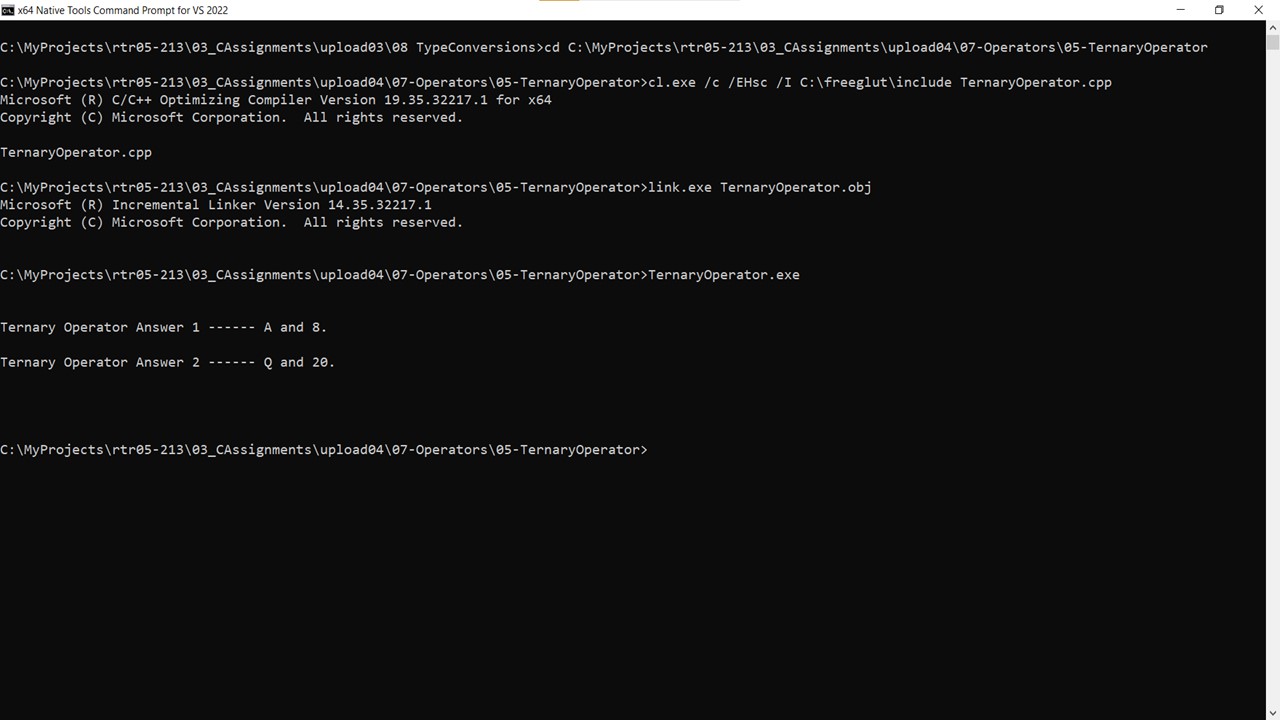 x64 Native Tools Command Prompt for VS 2022
C:\MyProjects\rtr05-213\03_CAssignments\upload03\08 TypeConversions>cd C:\MyProjects\rtr05-213\03_CAssignments\upload04\07-Operators\05-TernaryOperator
C:\MyProjects\rtr05-213\03_CAssignments\upload04\07-Operators\05-TernaryOperator>cl.exe /c /EHsc /I C:\freeglut\include TernaryOperator.cpp
Microsoft (R) C/C++ Optimizing Compiler Version 19.35.32217.1 for x64
Copyright (C) Microsoft Corporation.  All rights reserved.
TernaryOperator.cpp
C:\MyProjects\rtr05-213\03_CAssignments\upload04\07-Operators\05-TernaryOperator>link.exe TernaryOperator.obj
Microsoft (R) Incremental Linker Version 14.35.32217.1
Copyright (C) Microsoft Corporation.  All rights reserved.
C:\MyProjects\rtr05-213\03_CAssignments\upload04\07-Operators\05-TernaryOperator>TernaryOperator.exe
Ternary Operator Answer 1 ------ A and 8.
Ternary Operator Answer 2 ------ Q and 20.
C:\MyProjects\rtr05-213\03_CAssignments\upload04\07-Operators\05-TernaryOperator>